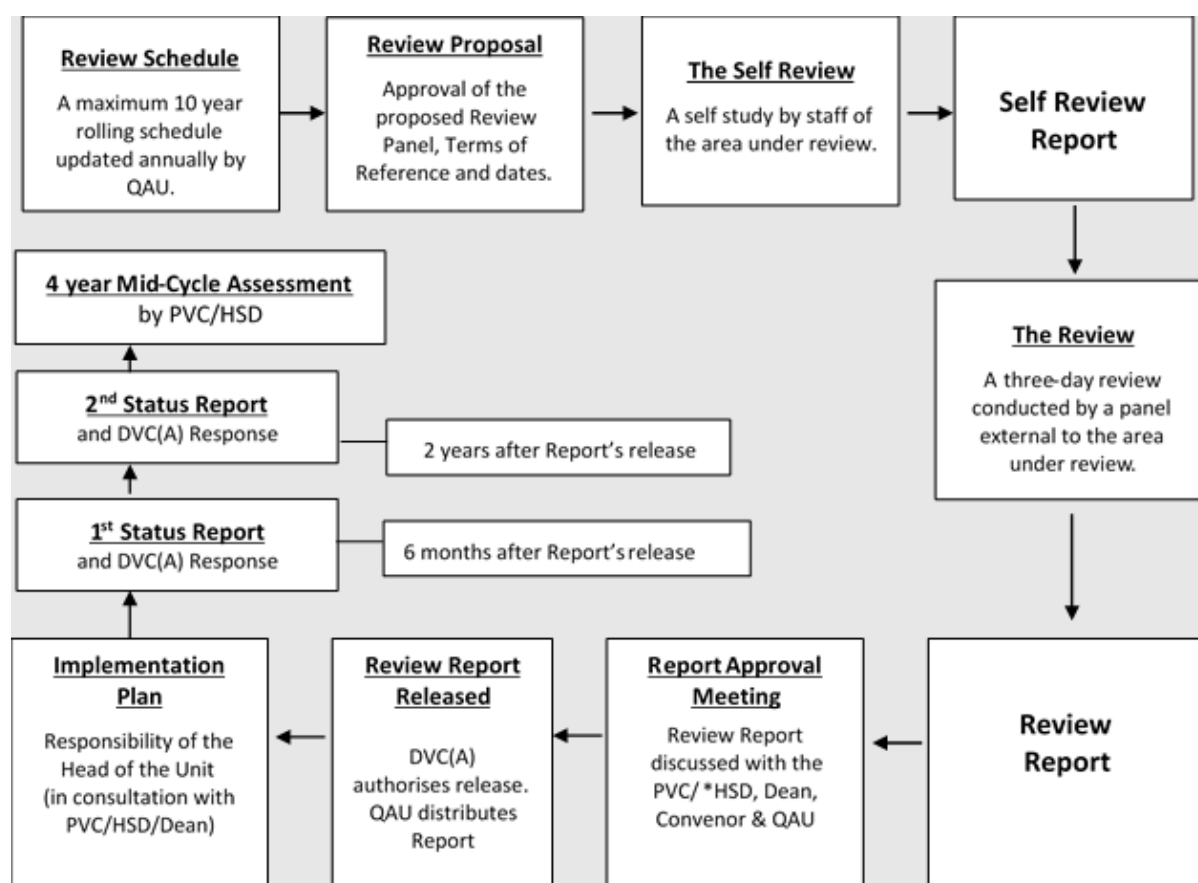 Review Schedule
A maximum 10 year
rolling schedule
updated annually by
QAU.
Review Proposal
Approval of the
proposed Review
Panel, Terms of
Reference and dates.
The Self Review
A self study by staff of
the area under review.
Self Review
Report
4 year Mid-Cycle Assessment
by PVC/HSD
The Review
A three-day review
conducted by a panel
external to the area
under review.
2nd Status Report
and DVC(A) Response
2 years after Report’s release
1st Status Report
and DVC(A) Response
6 months after Report’s release
Implementation
Plan
Responsibility of the
Head of the Unit
(in consultation with
PVC/HSD/Dean)
Review Report
Released
DVC(A)
authorises release.
QAU distributes
Report
Report Approval
Meeting
Review Report
discussed with the
PVC/ *HSD, Dean,
Convenor & QAU
Review
Report